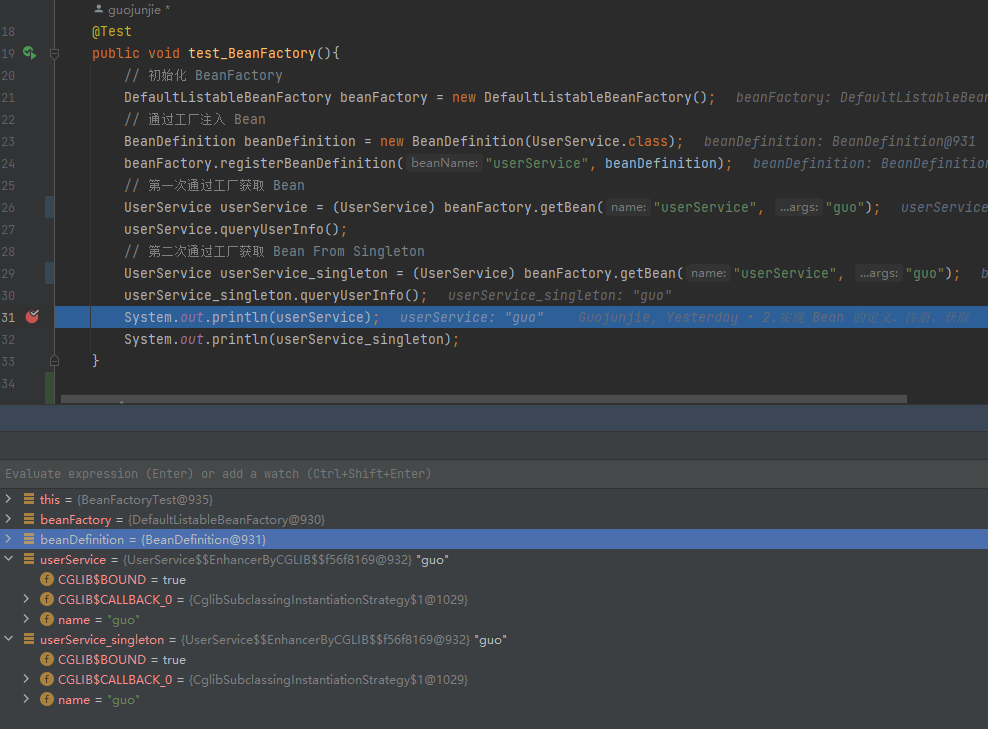 guojunjie *
18 @Test
19 public void test_BeanFactory(){
20 // 初始化 BeanFactory
21 DefaultListableBeanFactory beanFactory = new DefaultListableBeanFactory(); beanFactory: DefaultListableBean
22 // 通过工厂注入 Bean
23 BeanDefinition beanDefinition = new BeanDefinition(UserService.class); beanDefinition: BeanDefinition@931
24 beanFactory.registerBeanDefinition( beanName: "userService", beanDefinition); beanDefinition: BeanDefinition
25 // 第一次通过工厂获取 Bean
26 UserService userService = (UserService) beanFactory.getBean( name: "userService", ...args: "guo"); userService
27 userService.queryUserInfo();
28 // 第二次通过工厂获取 Bean From Singleton
29 UserService userService_singleton = (UserService) beanFactory.getBean( name: "userService", ...args: "guo");
30 userService_singleton.queryUserInfo(); userService_singleton: "guo"
31 System.out.println(userService); userService: "guo" Guojunjie, Yesterday • 2.实现 Bean 的定义、注册、获取
32 System.out.println(userService_singleton);
33 }
34
Evaluate expression (Enter) or add a watch (Ctrl+Shift+Enter)
this = {BeanFactoryTest@935}
beanFactory = {DefaultListableBeanFactory@930}
beanDefinition = {BeanDefinition@931}
userService = {UserService$$EnhancerByCGLIB$$f56f8169@932} "guo"
f CGLIB$BOUND = true
f CGLIB$CALLBACK_0 = {CglibSubclassingInstantiationStrategy$1@1029}
f name = "guo"
userService_singleton = {UserService$$EnhancerByCGLIB$$f56f8169@932} "guo"
f CGLIB$BOUND = true
f CGLIB$CALLBACK_0 = {CglibSubclassingInstantiationStrategy$1@1029}
f name = "guo"